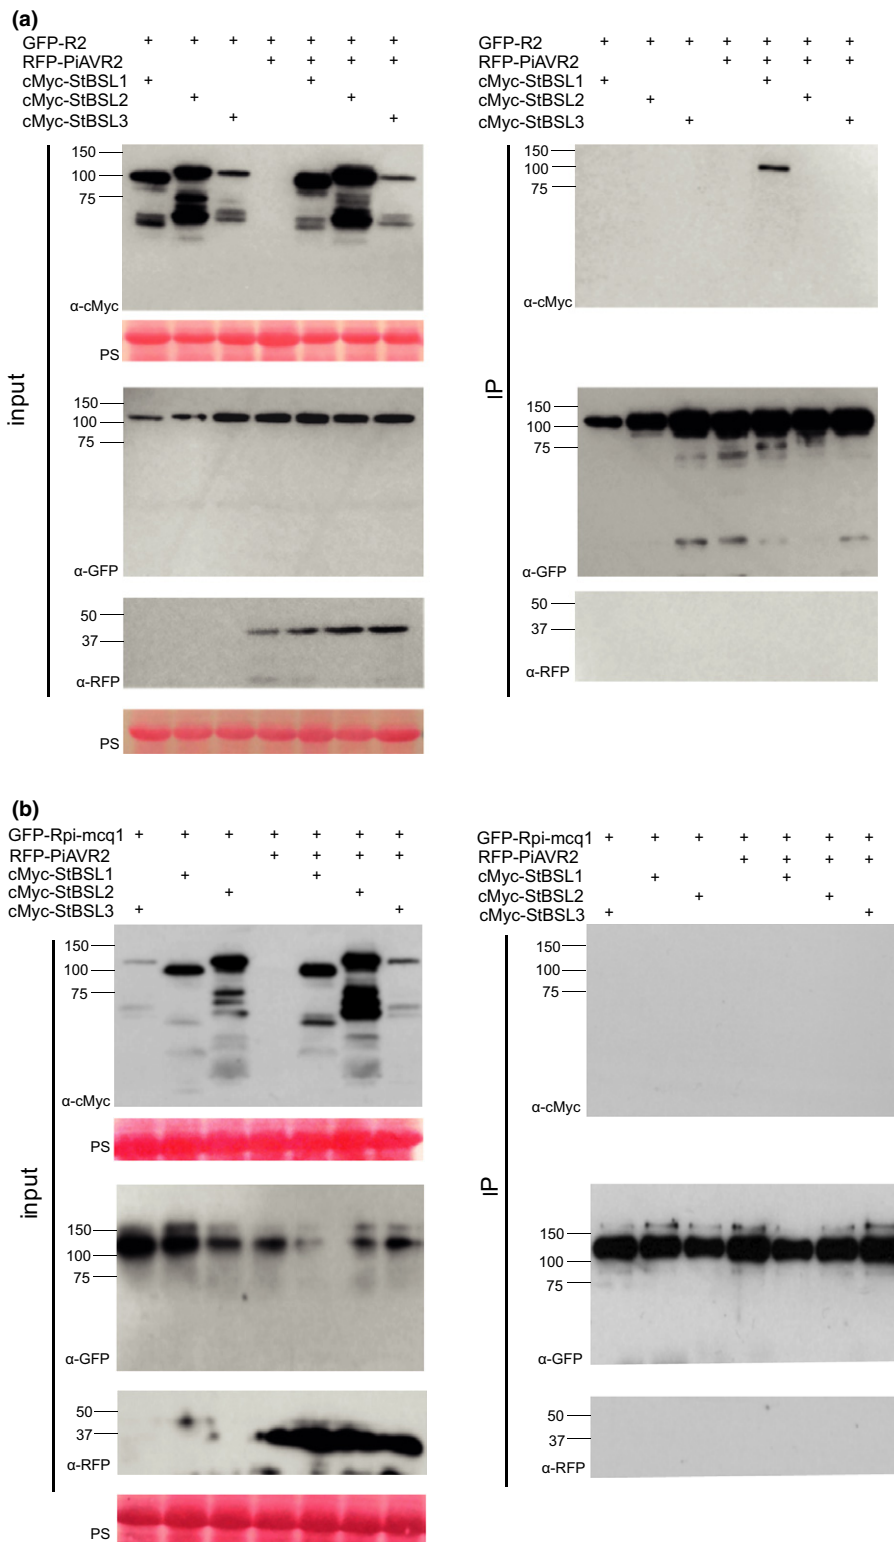 (a)
GFP-R2 + + + + + + +
RFP-PiAVR2 + + + +
cMyc-StBSL1 + +
cMyc-StBSL2 + +
cMyc-StBSL3 + +
150
100
75
α-cMyc
PS
150
100
75
α-GFP
50
37
α-RFP
PS
input
GFP-R2 + + + + + + +
RFP-PiAVR2 + + + +
cMyc-StBSL1 + +
cMyc-StBSL2 + +
cMyc-StBSL3 + +
150
100
75
α-cMyc
150
100
75
α-GFP
50
37
α-RFP
IP
(b)
GFP-Rpi-mcq1 + + + + + + +
RFP-PiAVR2 + + + +
cMyc-StBSL1 + +
cMyc-StBSL2 + +
cMyc-StBSL3 + +
150
100
75
α-cMyc
PS
150
100
75
α-GFP
50
37
α-RFP
PS
input
GFP-Rpi-mcq1 + + + + + + +
RFP-PiAVR2 + + + +
cMyc-StBSL1 + +
cMyc-StBSL2 + +
cMyc-StBSL3 + +
150
100
75
α-cMyc
150
100
75
α-GFP
50
37
α-RFP
IP